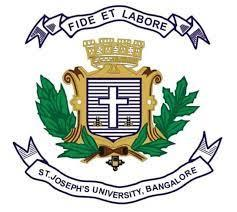 FIDE ET LABORE
ST. JOSEPH'S UNIVERSITY, BANGALORE